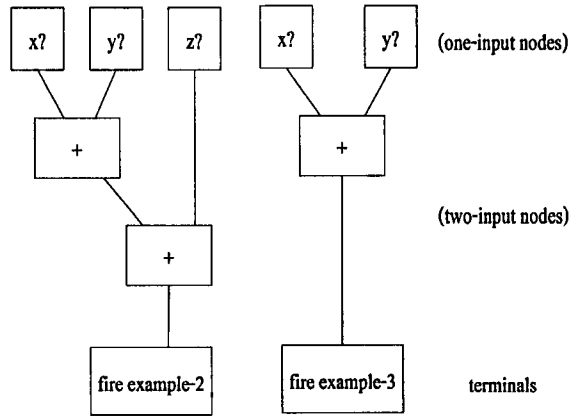 x? y? z? x? y? (one-input nodes)
+ +
(two-input nodes)
+
fire example-2 fire example-3 terminals